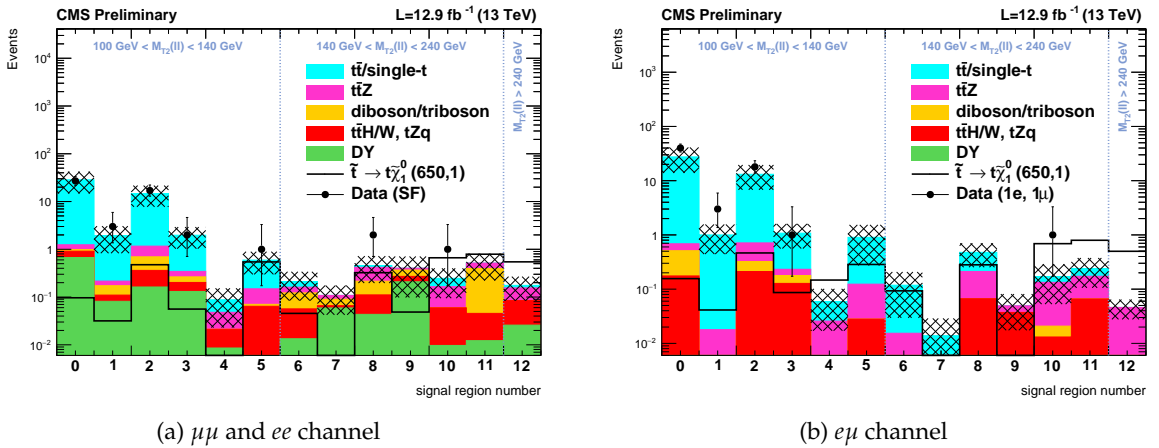 CMS Preliminary
L=12.9 fb⁻¹ (13 TeV)
Events
100 GeV < M_T2(ll) < 140 GeV
140 GeV < M_T2(ll) < 240 GeV
M_T2(ll) > 240 GeV
tt̄/single-t
tt̄Z
diboson/triboson
tt̄H/W, tZq
DY
t̃ → tχ̃⁰₁ (650,1)
Data (SF)
10⁴
10³
10²
10
1
10⁻¹
10⁻²
0 1 2 3 4 5 6 7 8 9 10 11 12
signal region number
(a) μμ and ee channel
CMS Preliminary
L=12.9 fb⁻¹ (13 TeV)
Events
100 GeV < M_T2(ll) < 140 GeV
140 GeV < M_T2(ll) < 240 GeV
M_T2(ll) > 240 GeV
tt̄/single-t
tt̄Z
diboson/triboson
tt̄H/W, tZq
DY
t̃ → tχ̃⁰₁ (650,1)
Data (1e, 1μ)
10³
10²
10
1
10⁻¹
10⁻²
0 1 2 3 4 5 6 7 8 9 10 11 12
signal region number
(b) eμ channel